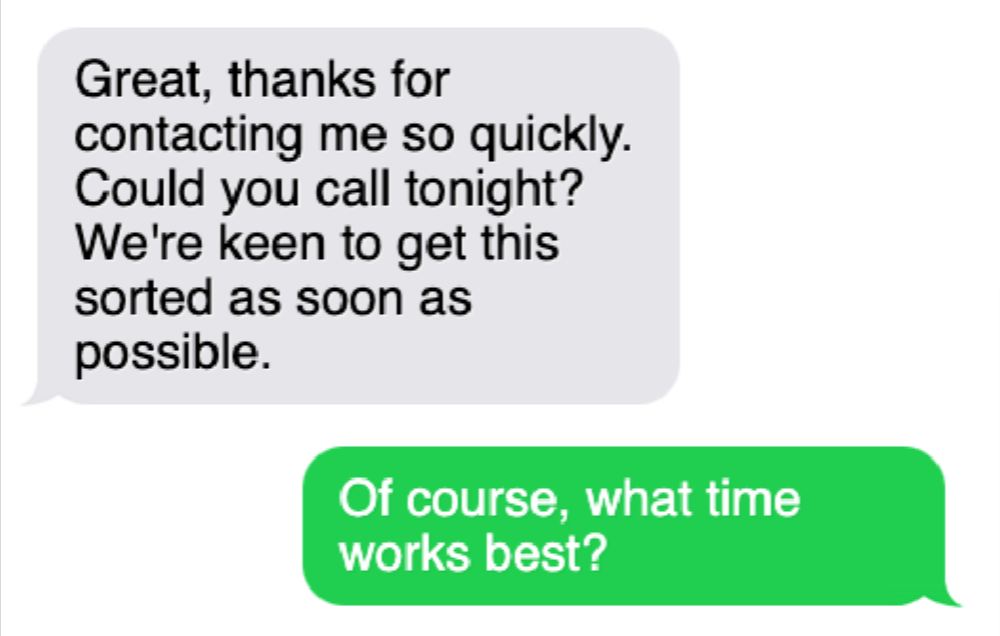 Great, thanks for
contacting me so quickly.
Could you call tonight?
We're keen to get this
sorted as soon as
possible.
Of course, what time
works best?